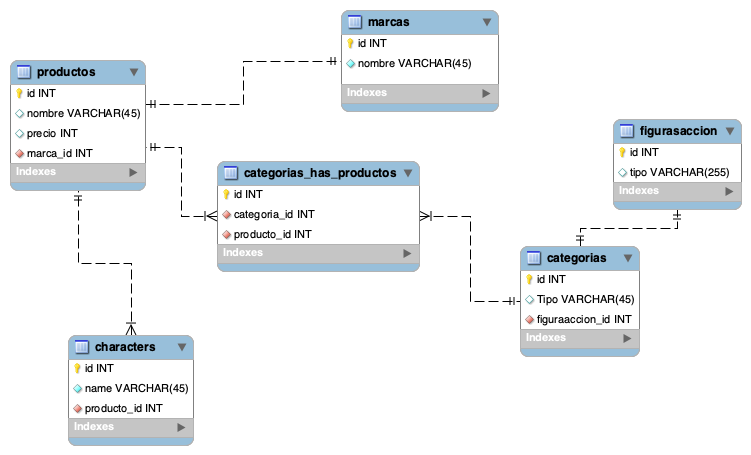 marcas
id INT
nombre VARCHAR(45)
Indexes
productos
id INT
nombre VARCHAR(45)
precio INT
marca_id INT
Indexes
figurasaccion
id INT
tipo VARCHAR(255)
Indexes
categorias_has_productos
id INT
categoria_id INT
producto_id INT
Indexes
categorias
id INT
Tipo VARCHAR(45)
figuraaccion_id INT
Indexes
characters
id INT
name VARCHAR(45)
producto_id INT
Indexes